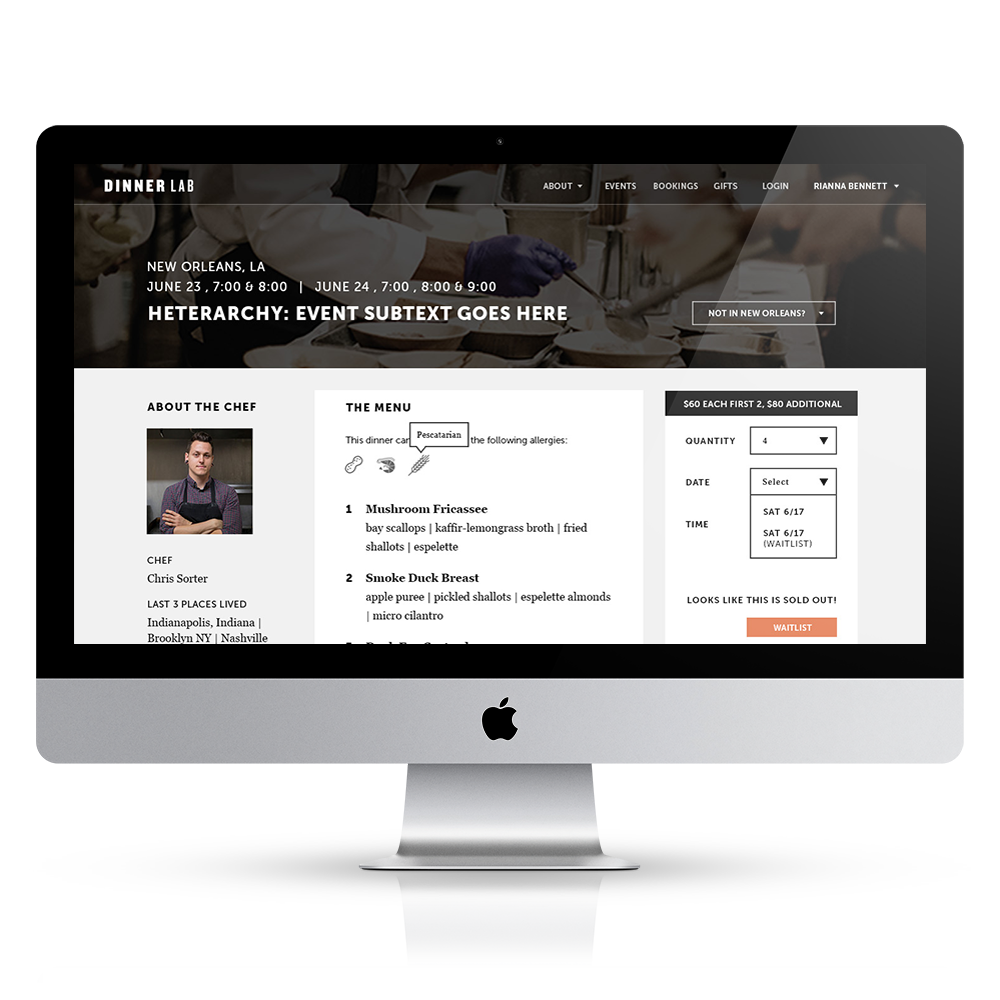 DINNER LAB
ABOUT
EVENTS
BOOKINGS
GIFTS
LOGIN
RIANNA BENNETT
NEW ORLEANS, LA
JUNE 23 , 7:00 & 8:00 | JUNE 24 , 7:00 , 8:00 & 9:00
HETERARCHY: EVENT SUBTEXT GOES HERE
NOT IN NEW ORLEANS?
ABOUT THE CHEF
CHEF
Chris Sorter
LAST 3 PLACES LIVED
Indianapolis, Indiana |
Brooklyn NY | Nashville
THE MENU
Pescatarian
This dinner can the following allergies:
1 Mushroom Fricassee
bay scallops | kaffir-lemongrass broth | fried
shallots | espelette
2 Smoke Duck Breast
apple puree | pickled shallots | espelette almonds
| micro cilantro
$60 EACH FIRST 2, $80 ADDITIONAL
QUANTITY 4
DATE Select
SAT 6/17
TIME
SAT 6/17
(WAITLIST)
LOOKS LIKE THIS IS SOLD OUT!
WAITLIST